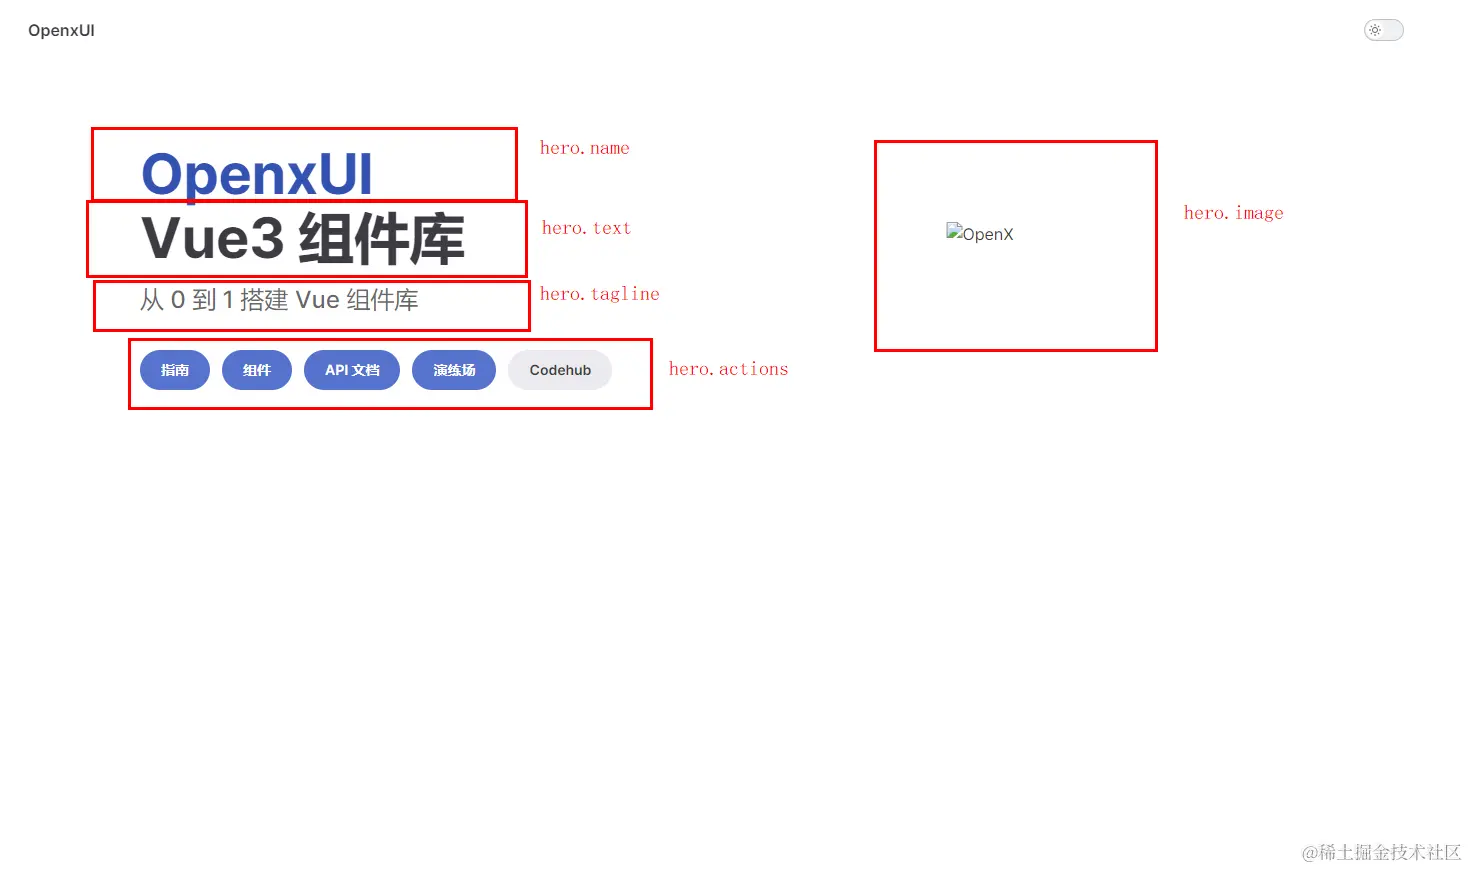 OpenxUI
OpenxUI
hero.name
Vue3 组件库
hero.text
从 0 到 1 搭建 Vue 组件库
hero.tagline
指南 组件 API 文档 演练场 Codehub
hero.actions
OpenX
hero.image
@稀土掘金技术社区